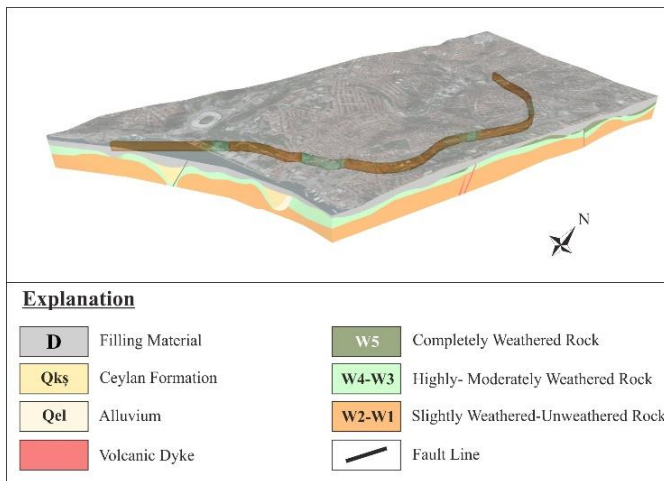 N
Explanation
D Filling Material
Qkş Ceylan Formation
Qel Alluvium
Volcanic Dyke
W5 Completely Weathered Rock
W4-W3 Highly- Moderately Weathered Rock
W2-W1 Slightly Weathered-Unweathered Rock
Fault Line